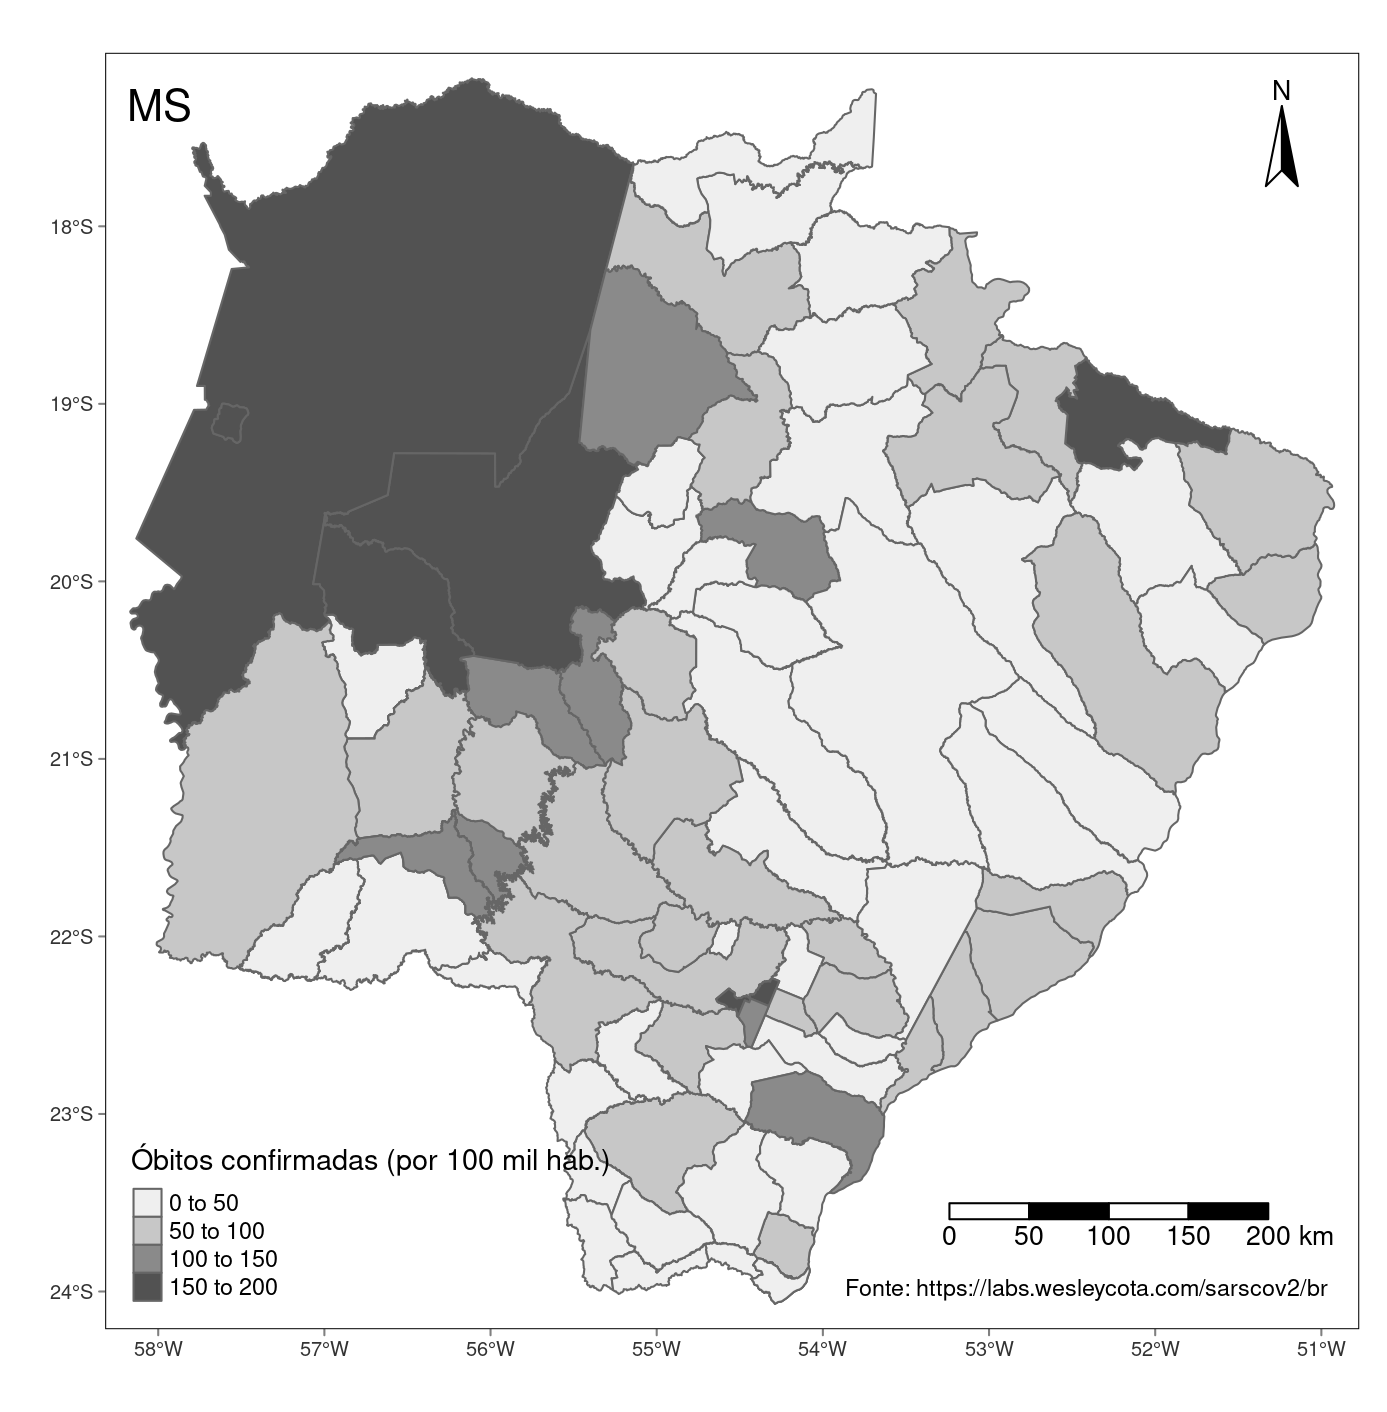 MS
N
18°S
19°S
20°S
21°S
22°S
23°S
24°S
Óbitos confirmadas (por 100 mil hab.)
0 to 50
50 to 100
100 to 150
150 to 200
0 50 100 150 200 km
Fonte: https://labs.wesleycota.com/sarscov2/br
58°W 57°W 56°W 55°W 54°W 53°W 52°W 51°W